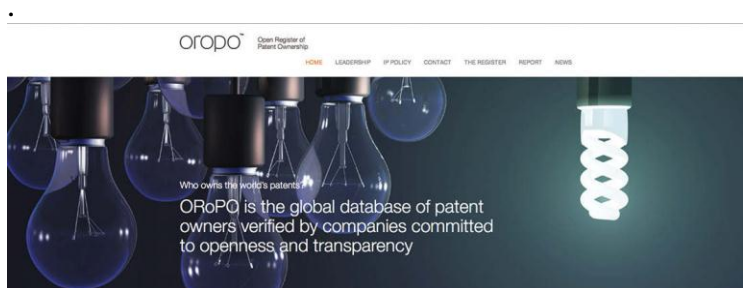 oropo™
Open Register of
Patent Ownership
HOME LEADERSHIP IP POLICY CONTACT THE REGISTER REPORT NEWS
Who owns the world's patents?
ORoPO is the global database of patent
owners verified by companies committed
to openness and transparency